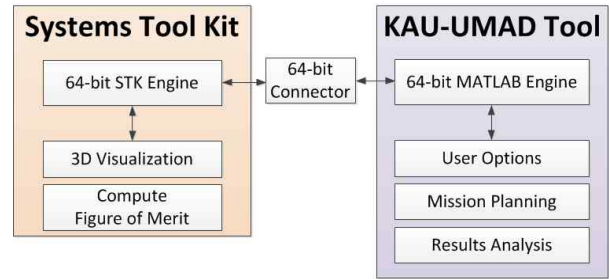 Systems Tool Kit
64-bit STK Engine
3D Visualization
Compute
Figure of Merit
64-bit
Connector
KAU-UMAD Tool
64-bit MATLAB Engine
User Options
Mission Planning
Results Analysis